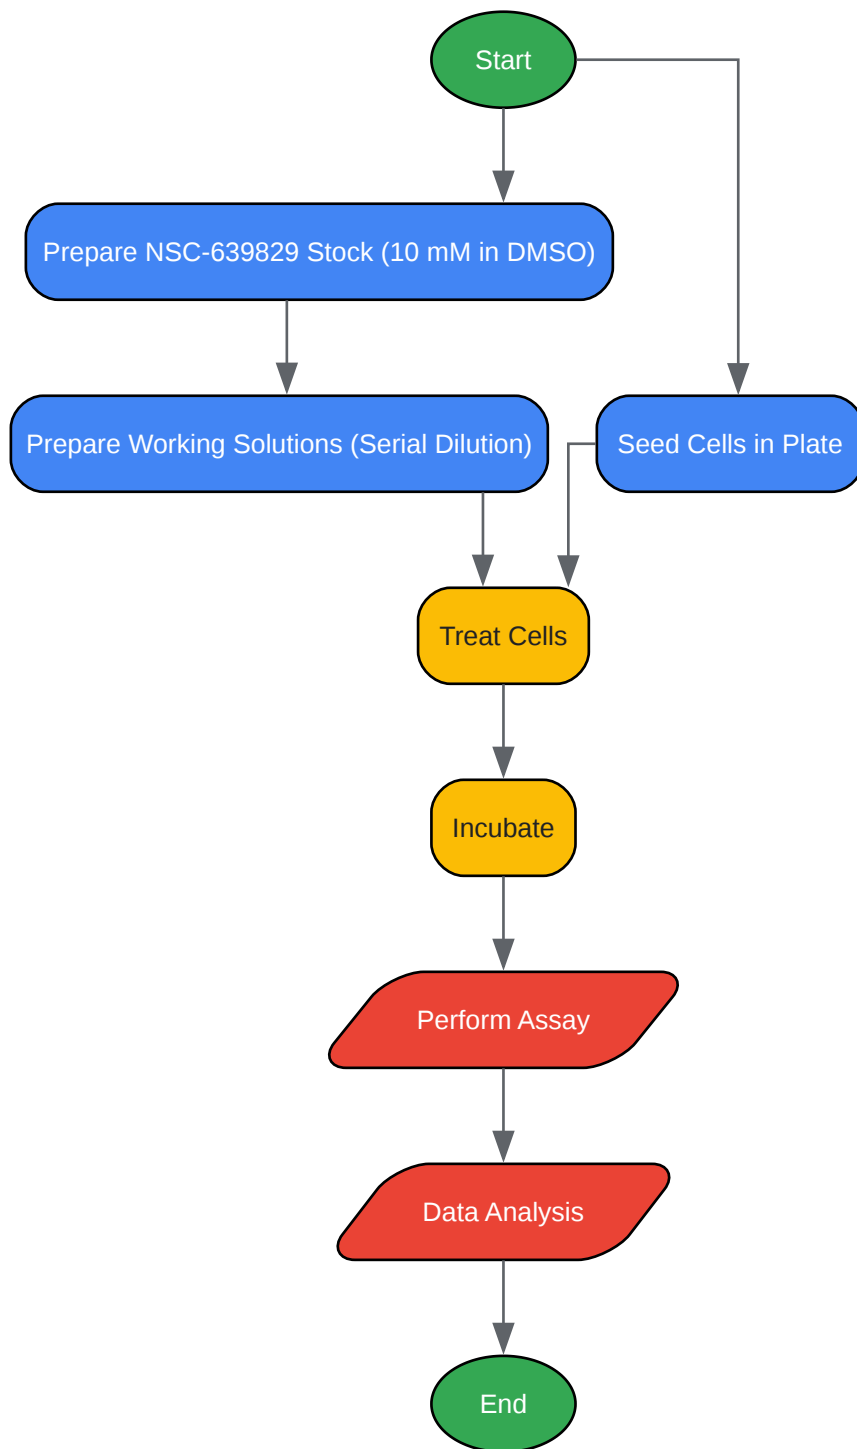 Start
Prepare NSC-639829 Stock (10 mM in DMSO)
Prepare Working Solutions (Serial Dilution)
Seed Cells in Plate
Treat Cells
Incubate
Perform Assay
Data Analysis
End